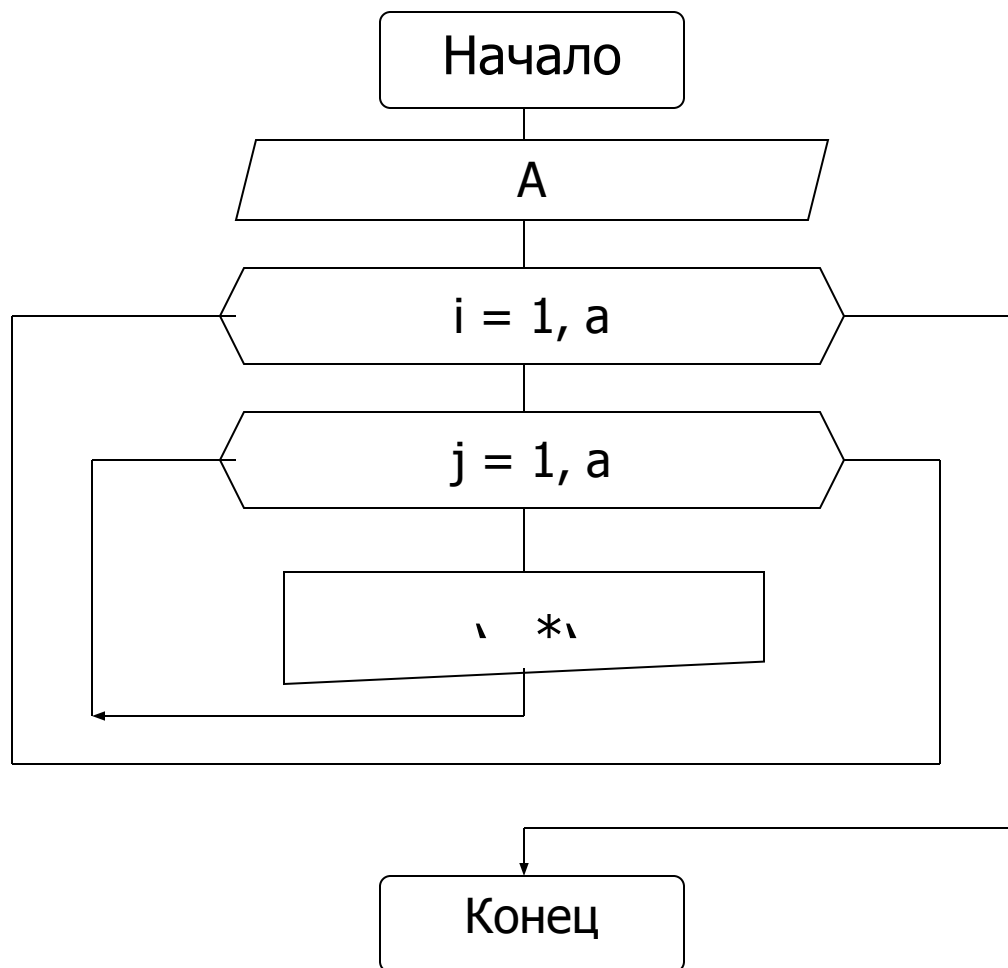 Начало
A
i = 1, a
j = 1, a
‵ *‵
Конец